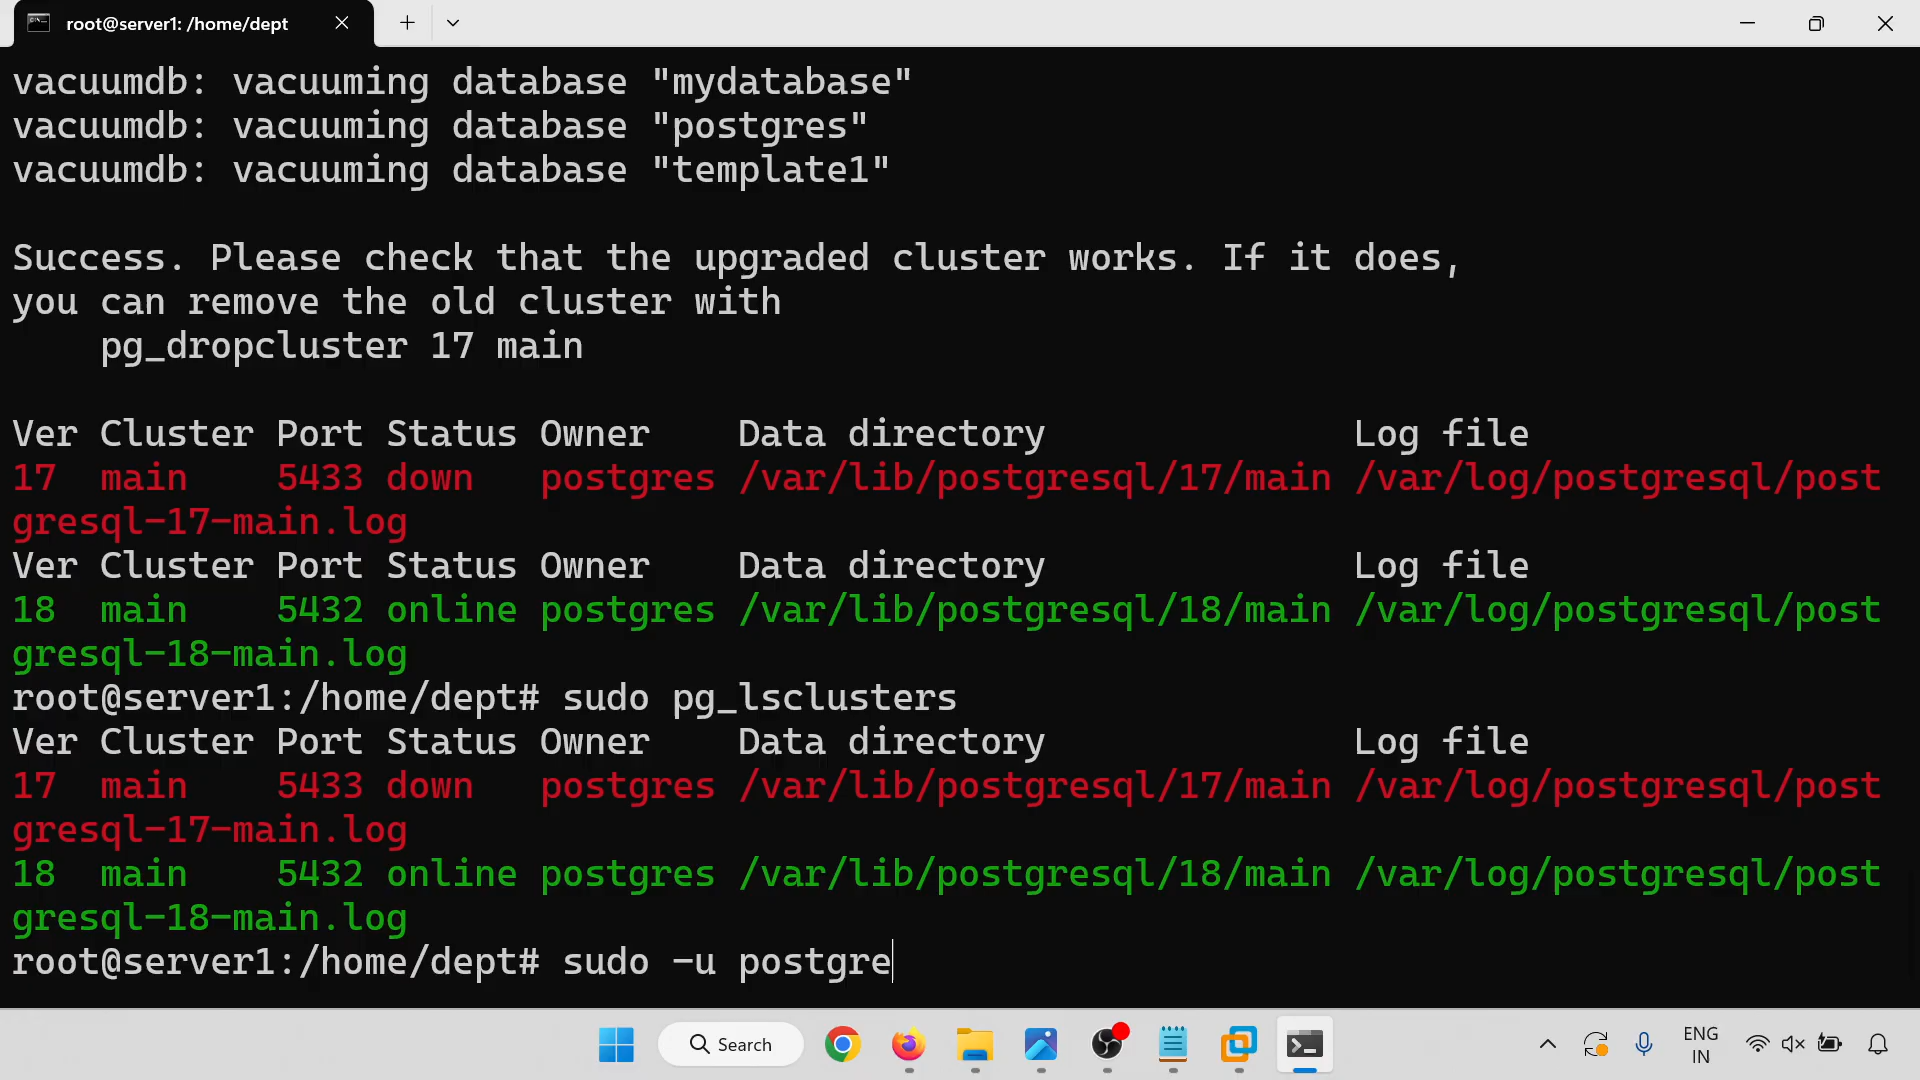 root@server1: /home/dept
vacuumdb: vacuuming database "mydatabase"
vacuumdb: vacuuming database "postgres"
vacuumdb: vacuuming database "template1"
Success. Please check that the upgraded cluster works. If it does,
you can remove the old cluster with
    pg_dropcluster 17 main
Ver Cluster Port Status Owner    Data directory              Log file
17  main    5433 down   postgres /var/lib/postgresql/17/main /var/log/postgresql/post
gresql-17-main.log
Ver Cluster Port Status Owner    Data directory              Log file
18  main    5432 online postgres /var/lib/postgresql/18/main /var/log/postgresql/post
gresql-18-main.log
root@server1:/home/dept# sudo pg_lsclusters
Ver Cluster Port Status Owner    Data directory              Log file
17  main    5433 down   postgres /var/lib/postgresql/17/main /var/log/postgresql/post
gresql-17-main.log
18  main    5432 online postgres /var/lib/postgresql/18/main /var/log/postgresql/post
gresql-18-main.log
root@server1:/home/dept# sudo -u postgre
Search
ENG
IN